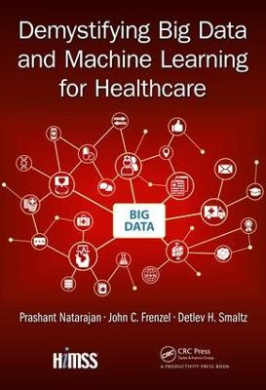 Demystifying Big Data
and Machine Learning
for Healthcare
BIG
DATA
Prashant Natarajan · John C. Frenzel · Detlev H. Smaltz
HiMSS
CRC Press
Taylor & Francis Group
A PRODUCTIVITY PRESS BOOK